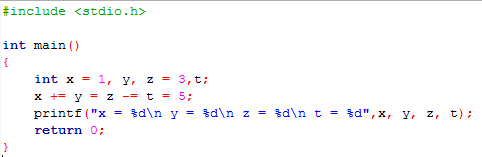 #include <stdio.h>
int main()
{
int x = 1, y, z = 3,t;
x += y = z -= t = 5;
printf("x = %d\n y = %d\n z = %d\n t = %d",x, y, z, t);
return 0;
}